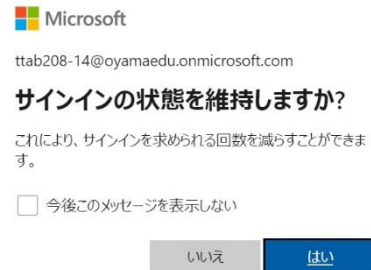 Microsoft
ttab208-14@oyamaedu.onmicrosoft.com
サインインの状態を維持しますか?
これにより、サインインを求められる回数を減らすことができま
す。
今後このメッセージを表示しない
いいえ
はい